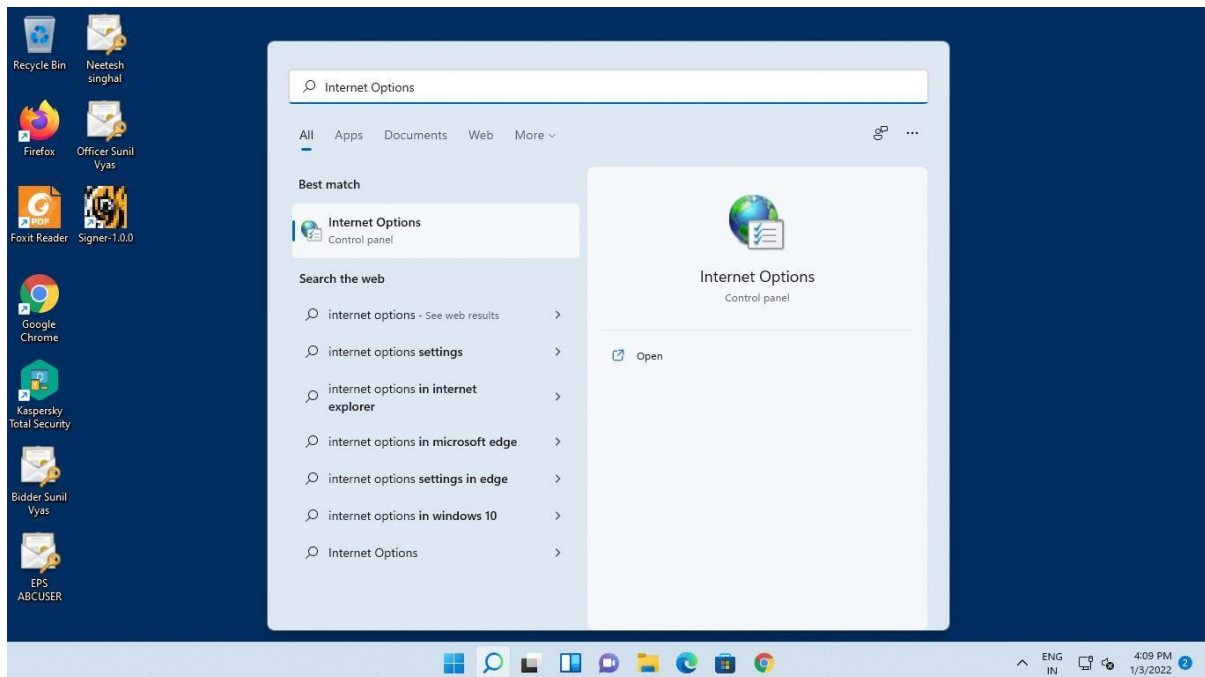 Recycle Bin
Neetesh
singhal
Firefox
Officer Sunil
Vyas
PDF
Foxit Reader
Signer-1.0.0
Google
Chrome
Kaspersky
Total Security
Bidder Sunil
Vyas
EPS
ABCUSER
Internet Options
All Apps Documents Web More
Best match
Internet Options
Control panel
Search the web
internet options - See web results
internet options settings
internet options in internet
explorer
internet options in microsoft edge
internet options settings in edge
internet options in windows 10
Internet Options
Internet Options
Control panel
Open
ENG
IN
4:09 PM
1/3/2022
2